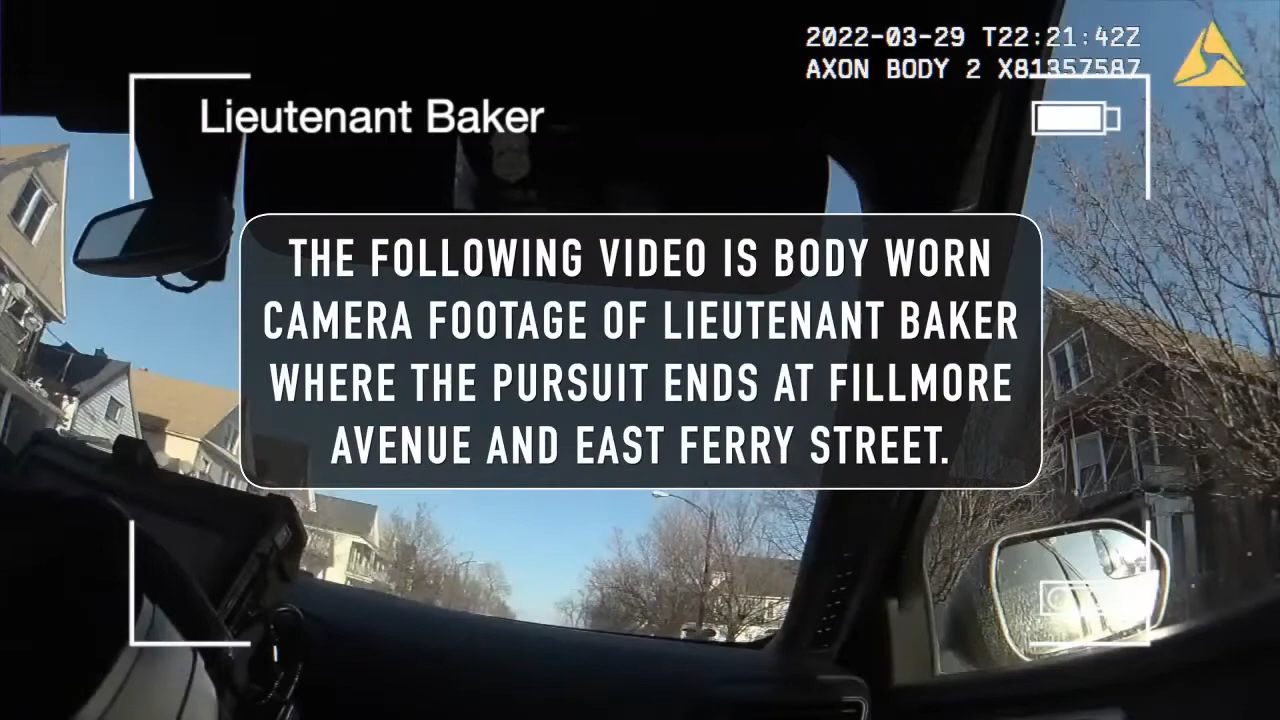 2022-03-29 T22:21:42Z
AXON BODY 2 X81357587
Lieutenant Baker
THE FOLLOWING VIDEO IS BODY WORN
CAMERA FOOTAGE OF LIEUTENANT BAKER
WHERE THE PURSUIT ENDS AT FILLMORE
AVENUE AND EAST FERRY STREET.